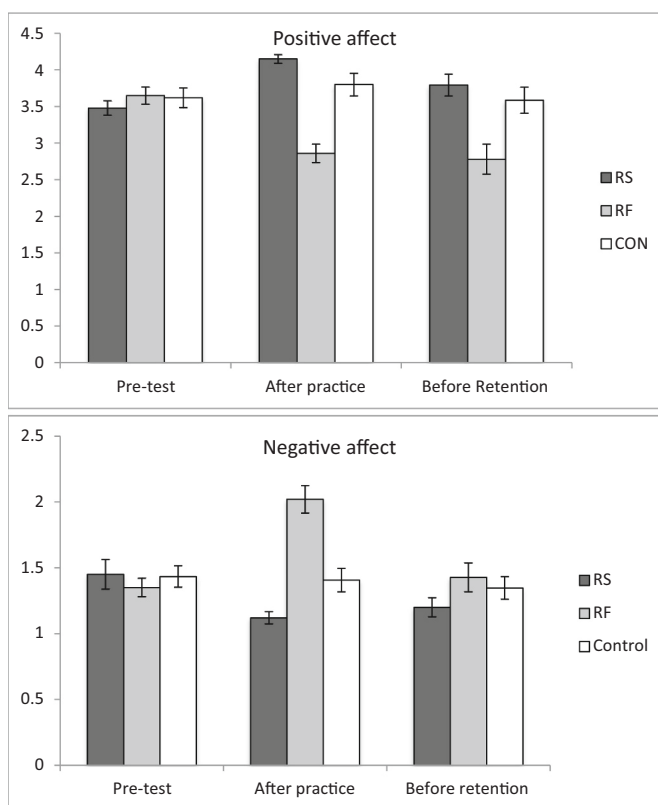 Positive affect
4.5
4
3.5
3
2.5
2
1.5
1
0.5
0
RS
RF
CON
Pre-test After practice Before Retention
Negative affect
2.5
2
1.5
1
0.5
0
RS
RF
Control
Pre-test After practice Before retention